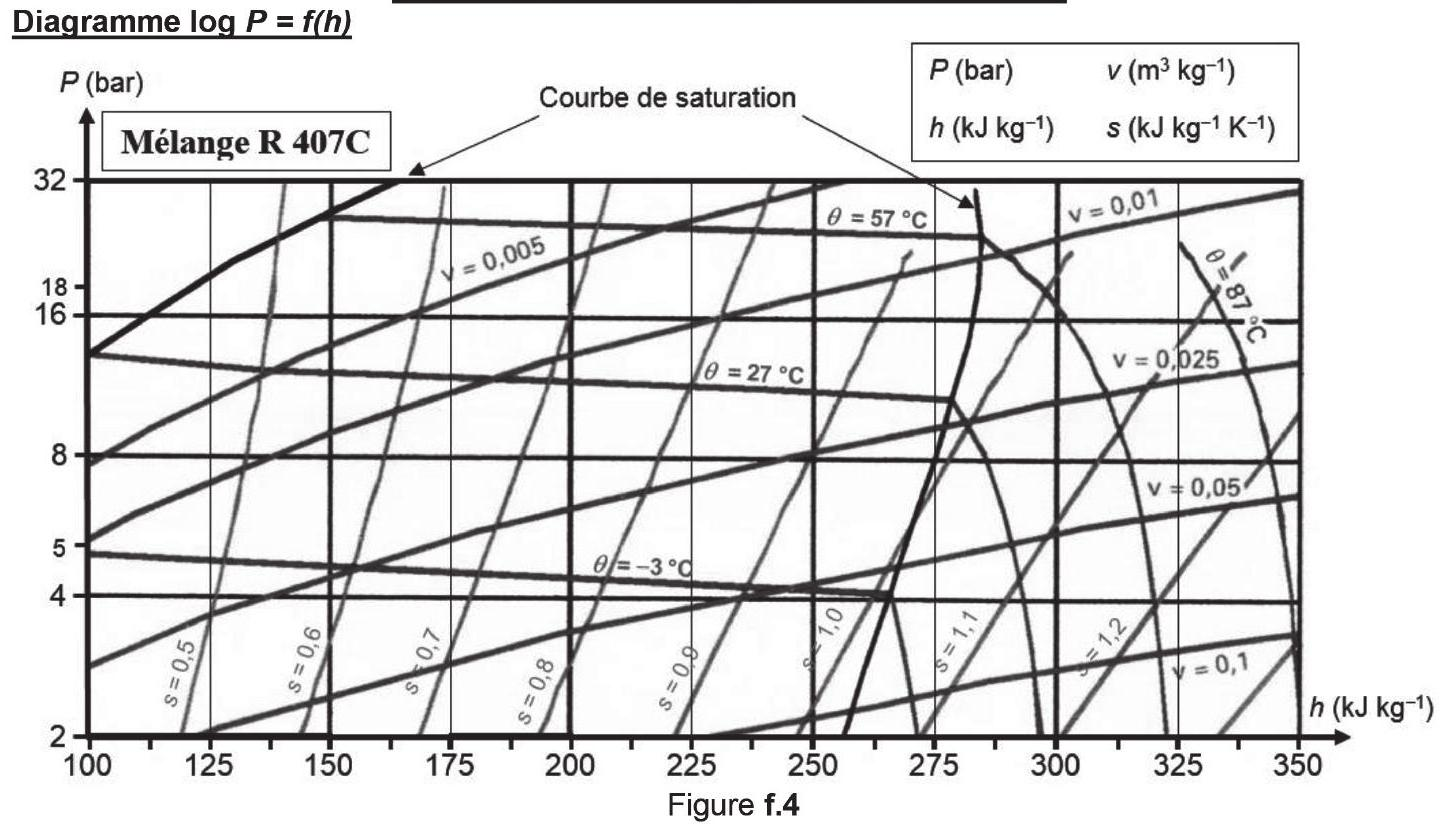 Diagramme log P = f(h)
P (bar)
Mélange R 407C
Courbe de saturation
P (bar) v (m³ kg⁻¹)
h (kJ kg⁻¹) s (kJ kg⁻¹ K⁻¹)
32
18
16
8
5
4
2
θ = 57 °C
v = 0,01
v = 0,005
θ = 87 °C
θ = 27 °C
v = 0,025
v = 0,05
θ = −3 °C
s = 0,5
s = 0,6
s = 0,7
s = 0,8
s = 0,9
s = 1,0
s = 1,1
s = 1,2
v = 0,1
h (kJ kg⁻¹)
100 125 150 175 200 225 250 275 300 325 350
Figure f.4